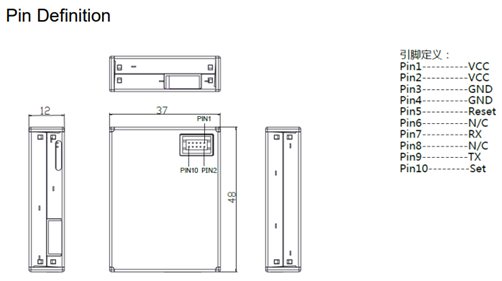 Pin Definition
引脚定义：
Pin1----------VCC
Pin2----------VCC
Pin3----------GND
Pin4----------GND
Pin5----------Reset
Pin6----------N/C
Pin7----------RX
Pin8----------N/C
Pin9----------TX
Pin10---------Set
12
37
PIN1
PIN10 PIN2
48